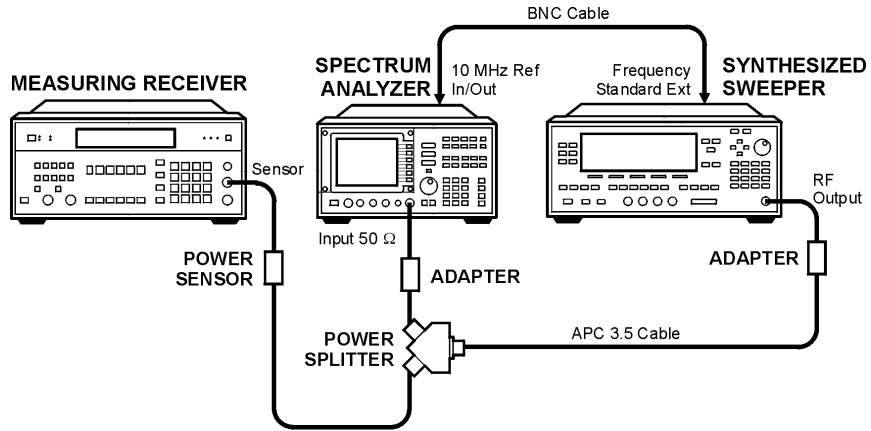 BNC Cable
MEASURING RECEIVER
SPECTRUM
ANALYZER
10 MHz Ref
In/Out
Frequency
Standard Ext
SYNTHESIZED
SWEEPER
Sensor
RF
Output
Input 50 Ω
POWER
SENSOR
ADAPTER
ADAPTER
POWER
SPLITTER
APC 3.5 Cable